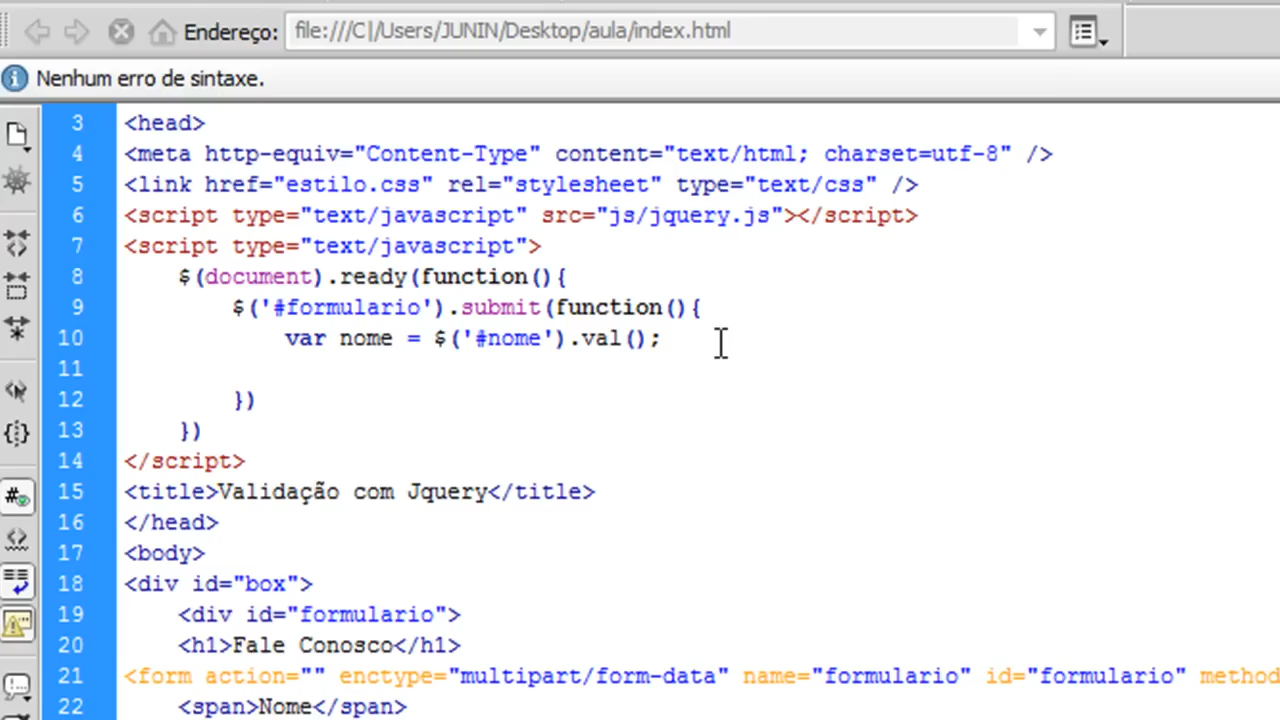 Endereço: file:///C|/Users/JUNIN/Desktop/aula/index.html
Nenhum erro de sintaxe.
3 <head>
4 <meta http-equiv="Content-Type" content="text/html; charset=utf-8" />
5 <link href="estilo.css" rel="stylesheet" type="text/css" />
6 <script type="text/javascript" src="js/jquery.js"></script>
7 <script type="text/javascript">
8 $(document).ready(function(){
9 $('#formulario').submit(function(){
10 var nome = $('#nome').val();
11
12 })
13 })
14 </script>
15 <title>Validação com Jquery</title>
16 </head>
17 <body>
18 <div id="box">
19 <div id="formulario">
20 <h1>Fale Conosco</h1>
21 <form action="" enctype="multipart/form-data" name="formulario" id="formulario" method
22 <span>Nome</span>